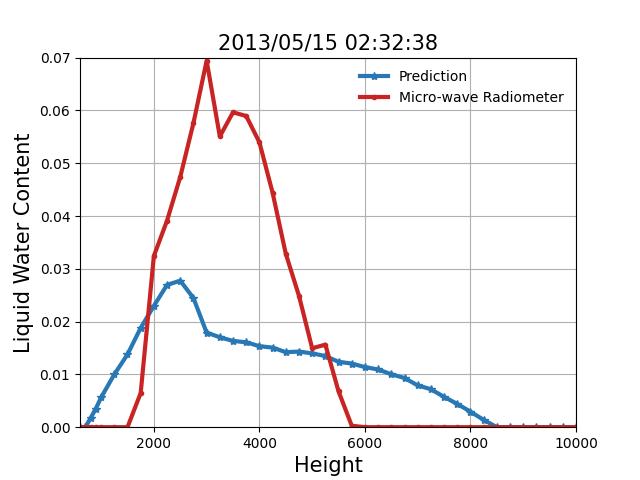 2013/05/15 02:32:38
Prediction
Micro-wave Radiometer
Liquid Water Content
0.07
0.06
0.05
0.04
0.03
0.02
0.01
0.00
2000 4000 6000 8000 10000
Height